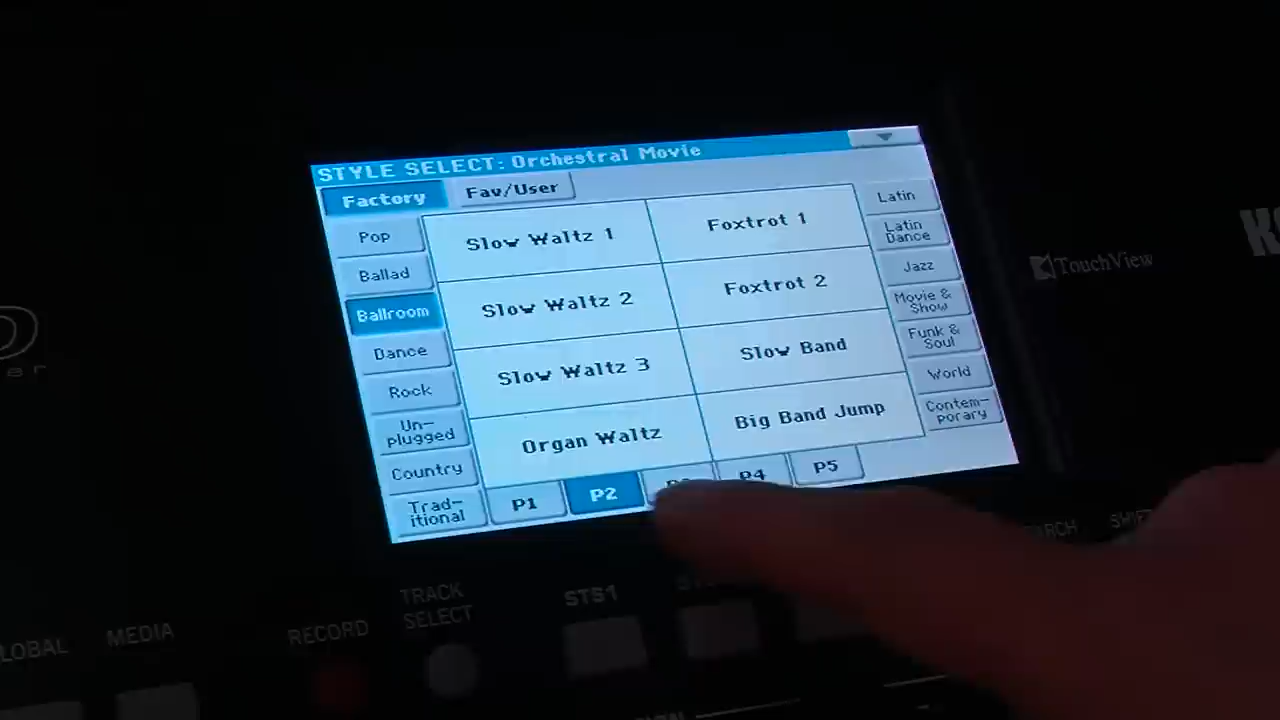 STYLE SELECT: Orchestral Movie
Factory
Fav/User
Pop
Ballad
Ballroom
Dance
Rock
Un-
plugged
Country
Trad-
itional
Slow Waltz 1
Foxtrot 1
Slow Waltz 2
Foxtrot 2
Slow Waltz 3
Slow Band
Organ Waltz
Big Band Jump
Latin
Latin
Dance
Jazz
Movie &
Show
Funk &
Soul
World
Contem-
porary
P1
P2
P4
P5
TouchView
MEDIA
RECORD
TRACK
SELECT
STS1